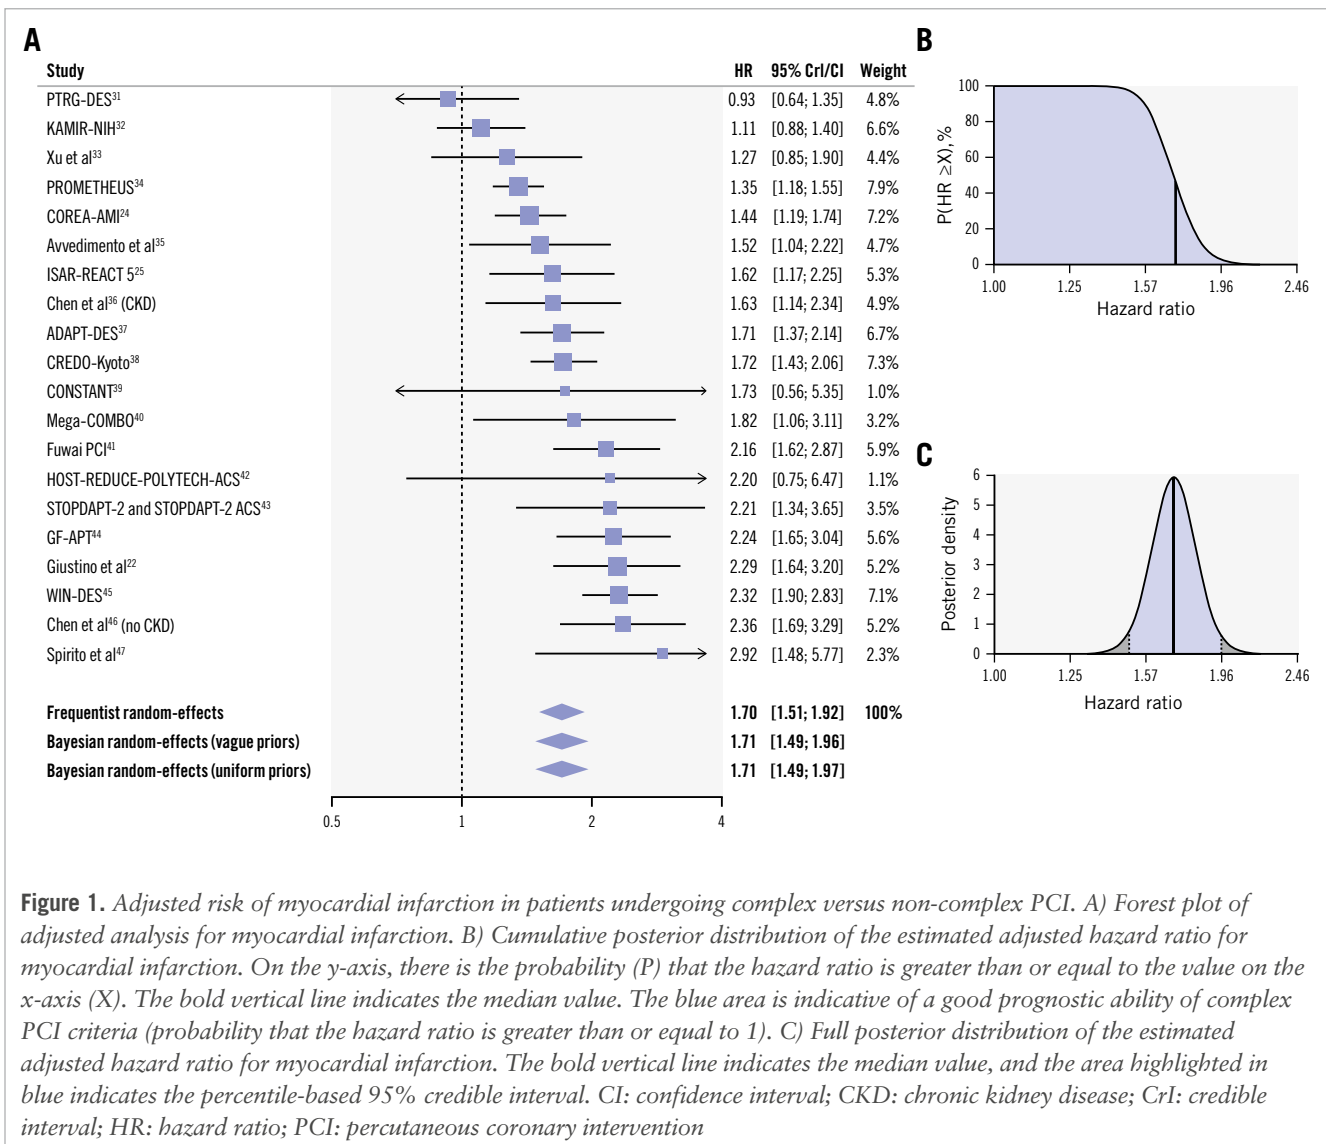 A
Study HR 95% CrI/CI Weight
PTRG-DES31 0.93 [0.64; 1.35] 4.8%
KAMIR-NIH32 1.11 [0.88; 1.40] 6.6%
Xu et al33 1.27 [0.85; 1.90] 4.4%
PROMETHEUS34 1.35 [1.18; 1.55] 7.9%
COREA-AMI24 1.44 [1.19; 1.74] 7.2%
Avvedimento et al35 1.52 [1.04; 2.22] 4.7%
ISAR-REACT 525 1.62 [1.17; 2.25] 5.3%
Chen et al36 (CKD) 1.63 [1.14; 2.34] 4.9%
ADAPT-DES37 1.71 [1.37; 2.14] 6.7%
CREDO-Kyoto38 1.72 [1.43; 2.06] 7.3%
CONSTANT39 1.73 [0.56; 5.35] 1.0%
Mega-COMBO40 1.82 [1.06; 3.11] 3.2%
Fuwai PCI41 2.16 [1.62; 2.87] 5.9%
HOST-REDUCE-POLYTECH-ACS42 2.20 [0.75; 6.47] 1.1%
STOPDAPT-2 and STOPDAPT-2 ACS43 2.21 [1.34; 3.65] 3.5%
GF-APT44 2.24 [1.65; 3.04] 5.6%
Giustino et al22 2.29 [1.64; 3.20] 5.2%
WIN-DES45 2.32 [1.90; 2.83] 7.1%
Chen et al46 (no CKD) 2.36 [1.69; 3.29] 5.2%
Spirito et al47 2.92 [1.48; 5.77] 2.3%
Frequentist random-effects 1.70 [1.51; 1.92] 100%
Bayesian random-effects (vague priors) 1.71 [1.49; 1.96]
Bayesian random-effects (uniform priors) 1.71 [1.49; 1.97]
0.5 1 2 4
B
P(HR ≥X), %
100
80
60
40
20
0
1.00 1.25 1.57 1.96 2.46
Hazard ratio
C
Posterior density
6
5
4
3
2
1
0
1.00 1.25 1.57 1.96 2.46
Hazard ratio
Figure 1. Adjusted risk of myocardial infarction in patients undergoing complex versus non-complex PCI. A) Forest plot of
adjusted analysis for myocardial infarction. B) Cumulative posterior distribution of the estimated adjusted hazard ratio for
myocardial infarction. On the y-axis, there is the probability (P) that the hazard ratio is greater than or equal to the value on the
x-axis (X). The bold vertical line indicates the median value. The blue area is indicative of a good prognostic ability of complex
PCI criteria (probability that the hazard ratio is greater than or equal to 1). C) Full posterior distribution of the estimated
adjusted hazard ratio for myocardial infarction. The bold vertical line indicates the median value, and the area highlighted in
blue indicates the percentile-based 95% credible interval. CI: confidence interval; CKD: chronic kidney disease; CrI: credible
interval; HR: hazard ratio; PCI: percutaneous coronary intervention